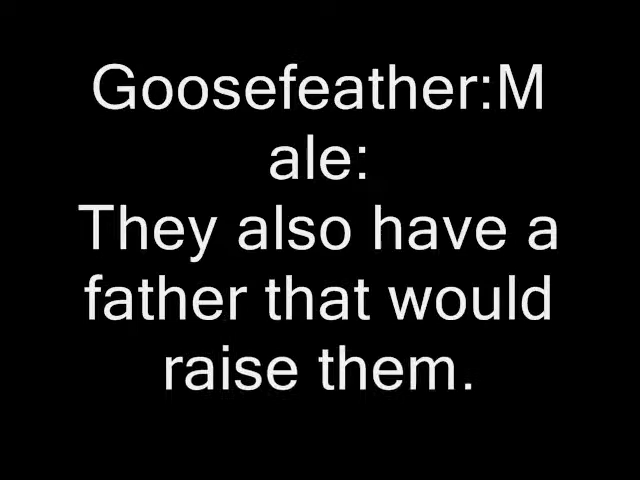 Goosefeather:M
ale:
They also have a
father that would
raise them.